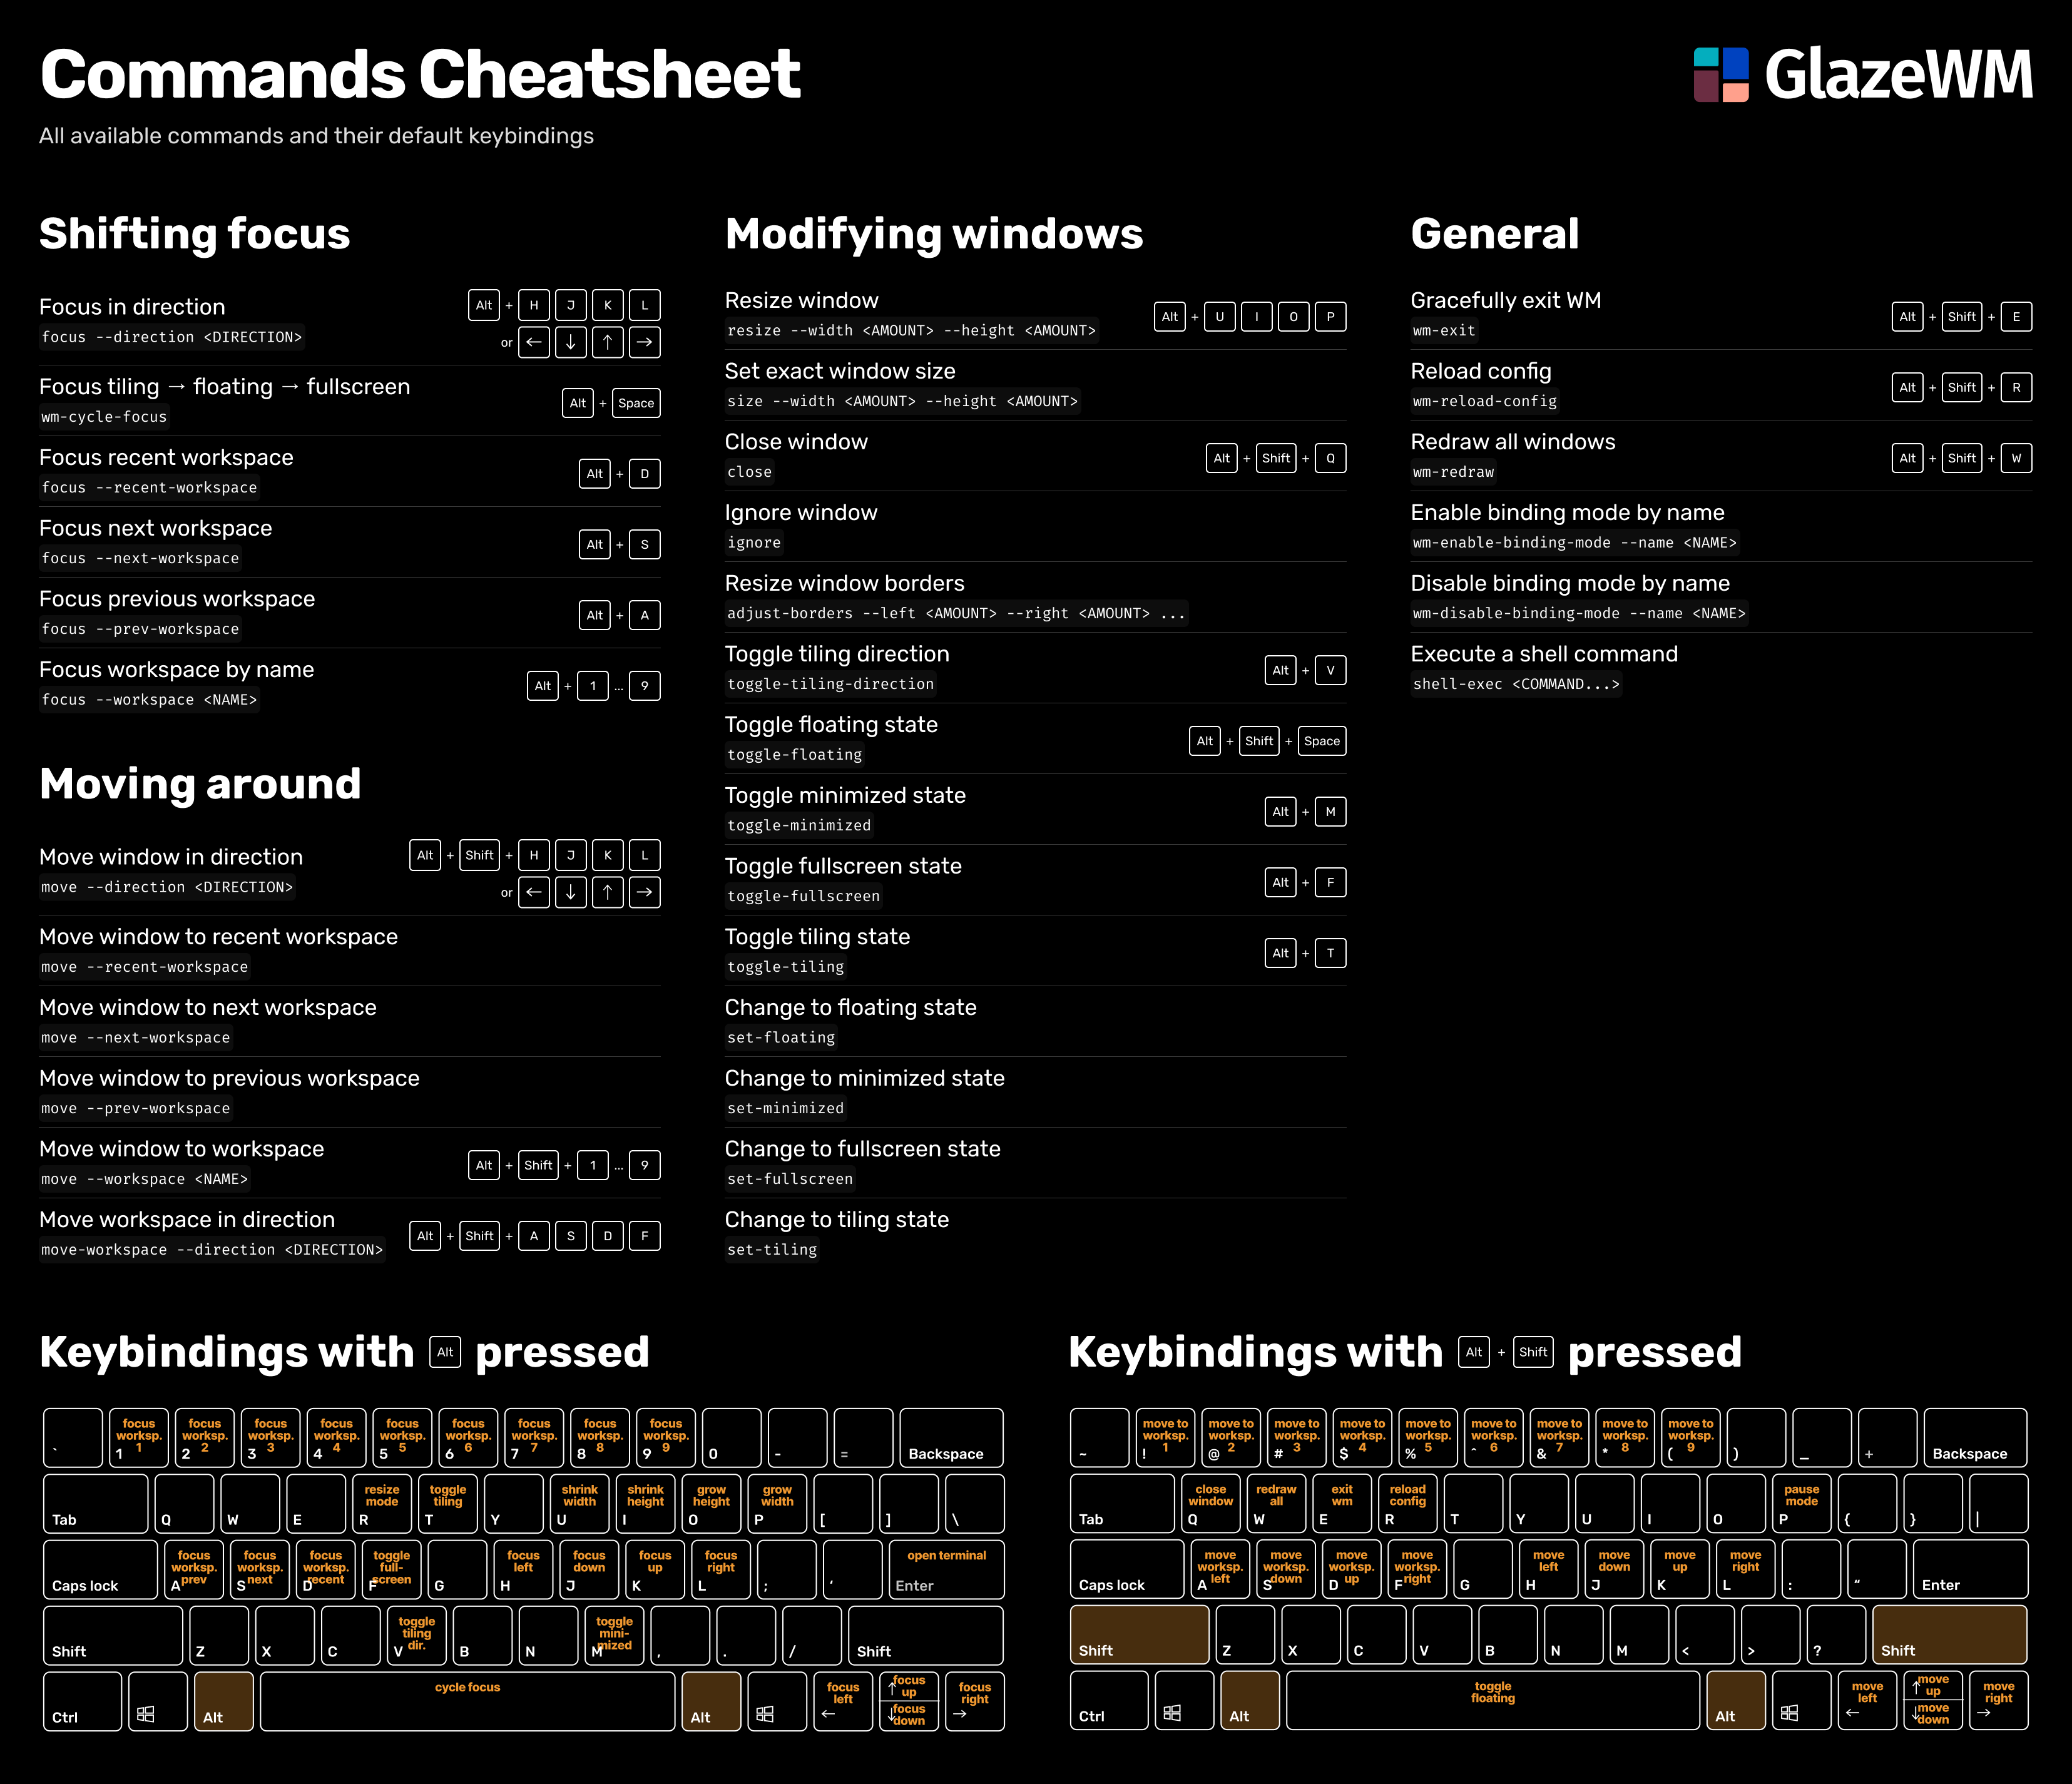 Commands Cheatsheet
GlazeWM
All available commands and their default keybindings
Shifting focus
Focus in direction
focus --direction <DIRECTION>
Alt + H J K L
or ← ↓ ↑ →
Focus tiling → floating → fullscreen
wm-cycle-focus
Alt + Space
Focus recent workspace
focus --recent-workspace
Alt + D
Focus next workspace
focus --next-workspace
Alt + S
Focus previous workspace
focus --prev-workspace
Alt + A
Focus workspace by name
focus --workspace <NAME>
Alt + 1 ... 9
Moving around
Move window in direction
move --direction <DIRECTION>
Alt + Shift + H J K L
or ← ↓ ↑ →
Move window to recent workspace
move --recent-workspace
Move window to next workspace
move --next-workspace
Move window to previous workspace
move --prev-workspace
Move window to workspace
move --workspace <NAME>
Alt + Shift + 1 ... 9
Move workspace in direction
move-workspace --direction <DIRECTION>
Alt + Shift + A S D F
Modifying windows
Resize window
resize --width <AMOUNT> --height <AMOUNT>
Alt + U I O P
Set exact window size
size --width <AMOUNT> --height <AMOUNT>
Close window
close
Alt + Shift + Q
Ignore window
ignore
Resize window borders
adjust-borders --left <AMOUNT> --right <AMOUNT> ...
Toggle tiling direction
toggle-tiling-direction
Alt + V
Toggle floating state
toggle-floating
Alt + Shift + Space
Toggle minimized state
toggle-minimized
Alt + M
Toggle fullscreen state
toggle-fullscreen
Alt + F
Toggle tiling state
toggle-tiling
Alt + T
Change to floating state
set-floating
Change to minimized state
set-minimized
Change to fullscreen state
set-fullscreen
Change to tiling state
set-tiling
General
Gracefully exit WM
wm-exit
Alt + Shift + E
Reload config
wm-reload-config
Alt + Shift + R
Redraw all windows
wm-redraw
Alt + Shift + W
Enable binding mode by name
wm-enable-binding-mode --name <NAME>
Disable binding mode by name
wm-disable-binding-mode --name <NAME>
Execute a shell command
shell-exec <COMMAND...>
Keybindings with Alt pressed
focus focus focus focus focus focus focus focus focus
worksp. worksp. worksp. worksp. worksp. worksp. worksp. worksp. worksp.
1 2 3 4 5 6 7 8 9
` 1 2 3 4 5 6 7 8 9 0 - = Backspace
resize toggle shrink shrink grow grow
mode tiling width height height width
Tab Q W E R T Y U I O P [ ] \
focus focus focus toggle focus focus focus focus open terminal
worksp. worksp. worksp. full- left down up right
prev next recent screen
Caps lock A S D F G H J K L ; ‘ Enter
toggle toggle
tiling mini-
dir. mized
Shift Z X C V B N M , . / Shift
cycle focus focus focus focus
left up right
focus
down
Ctrl Alt Alt ← ↑ ↓ →
Keybindings with Alt + Shift pressed
move to move to move to move to move to move to move to move to move to
worksp. worksp. worksp. worksp. worksp. worksp. worksp. worksp. worksp.
1 2 3 4 5 6 7 8 9
~ ! @ # $ % ^ & * ( ) _ + Backspace
close redraw exit reload pause
window all wm config mode
Tab Q W E R T Y U I O P { } |
move move move move move move move move
worksp. worksp. worksp. worksp. left down up right
left down up right
Caps lock A S D F G H J K L : “ Enter
Shift Z X C V B N M < > ? Shift
toggle move move move
floating left up right
move
down
Ctrl Alt Alt ← ↑ ↓ →